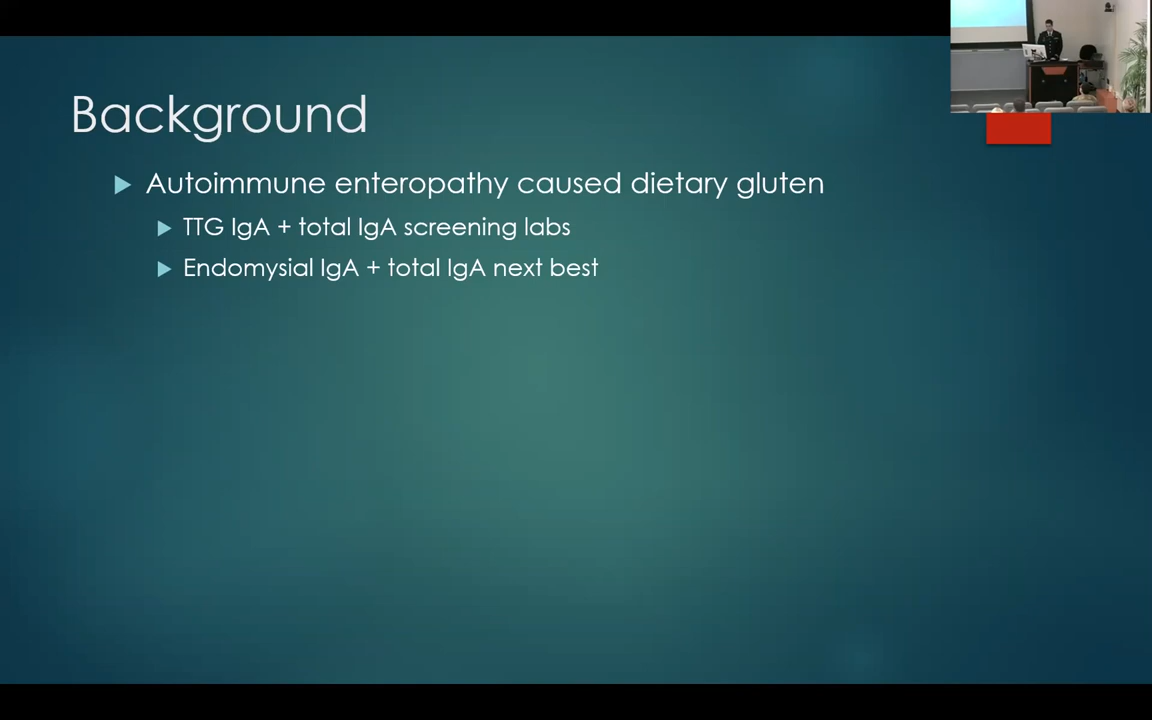 Background
Autoimmune enteropathy caused dietary gluten
TTG IgA + total IgA screening labs
Endomysial IgA + total IgA next best